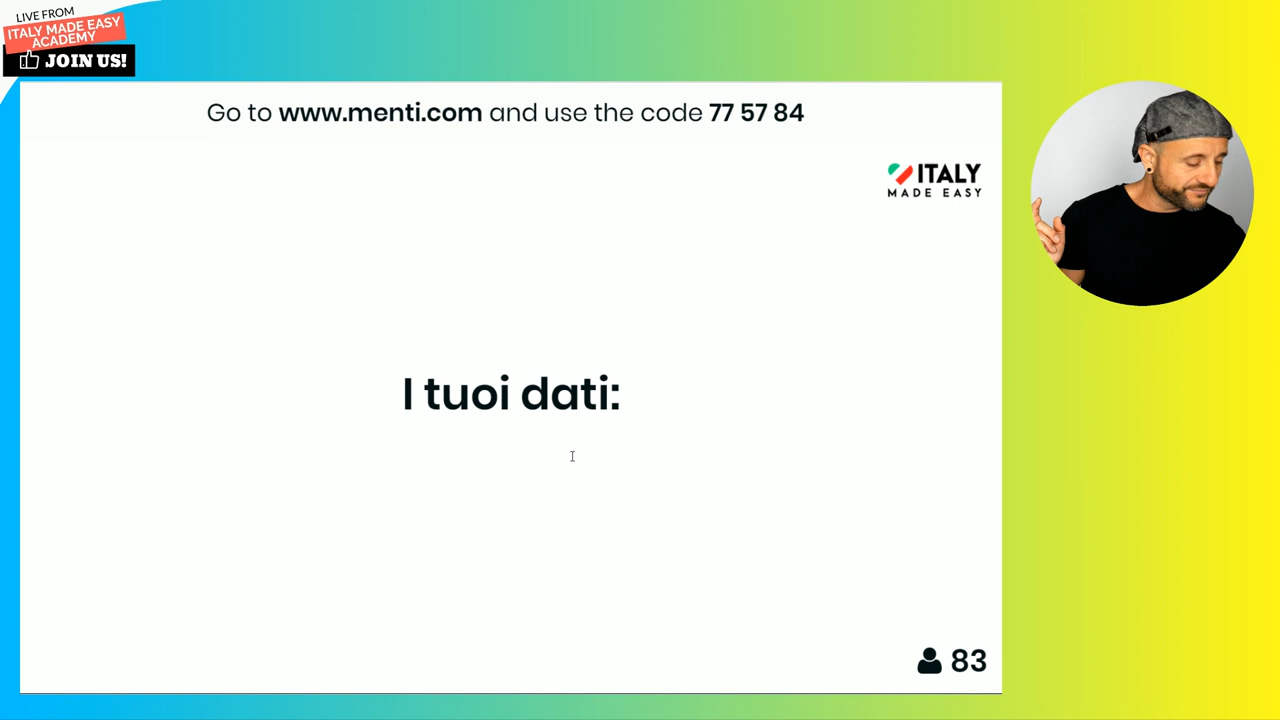 LIVE FROM
ITALY MADE EASY
ACADEMY
JOIN US!
Go to www.menti.com and use the code 77 57 84
ITALY
MADE EASY
I tuoi dati:
83